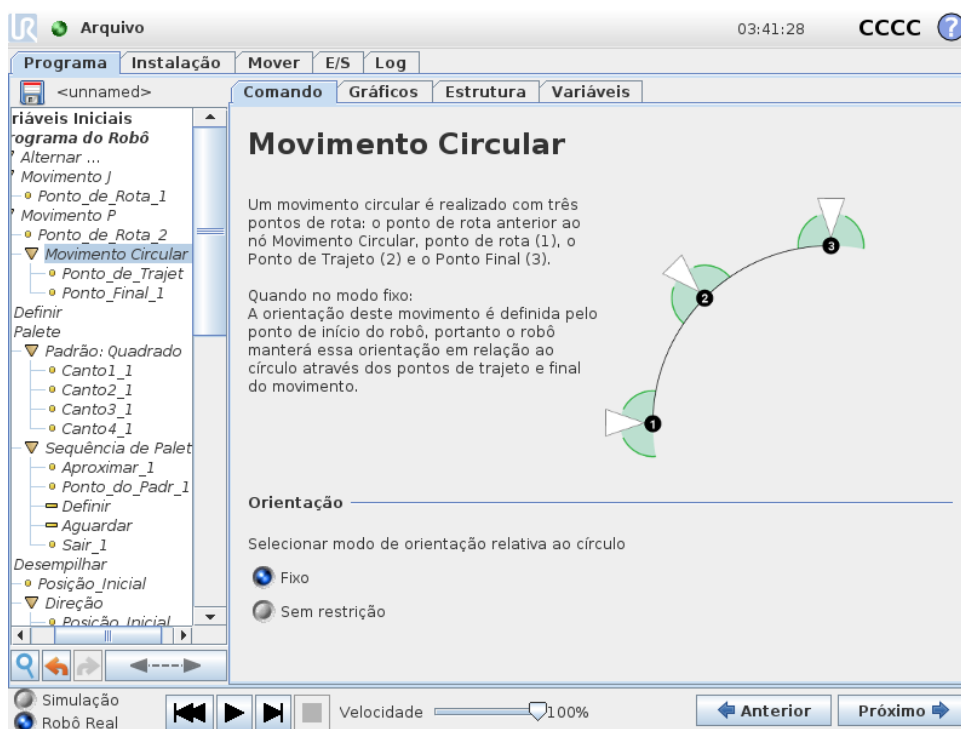 UR Arquivo 03:41:28 CCCC ?
Programa Instalação Mover E/S Log
<unnamed> Comando Gráficos Estrutura Variáveis
riáveis Iniciais
rograma do Robô
Alternar ...
Movimento J
Ponto_de_Rota_1
Movimento P
Ponto_de_Rota_2
Movimento Circular
Ponto_de_Trajet
Ponto_Final_1
Definir
Palete
Padrão: Quadrado
Canto1_1
Canto2_1
Canto3_1
Canto4_1
Sequência de Palet
Aproximar_1
Ponto_do_Padr_1
Definir
Aguardar
Sair_1
Desempilhar
Posição_Inicial
Direção
Posição_Inicial
Movimento Circular
Um movimento circular é realizado com três
pontos de rota: o ponto de rota anterior ao
nó Movimento Circular, ponto de rota (1), o
Ponto de Trajeto (2) e o Ponto Final (3).
Quando no modo fixo:
A orientação deste movimento é definida pelo
ponto de início do robô, portanto o robô
manterá essa orientação em relação ao
círculo através dos pontos de trajeto e final
do movimento.
3
2
1
Orientação
Selecionar modo de orientação relativa ao círculo
Fixo
Sem restrição
Simulação
Robô Real
Velocidade 100%
Anterior Próximo